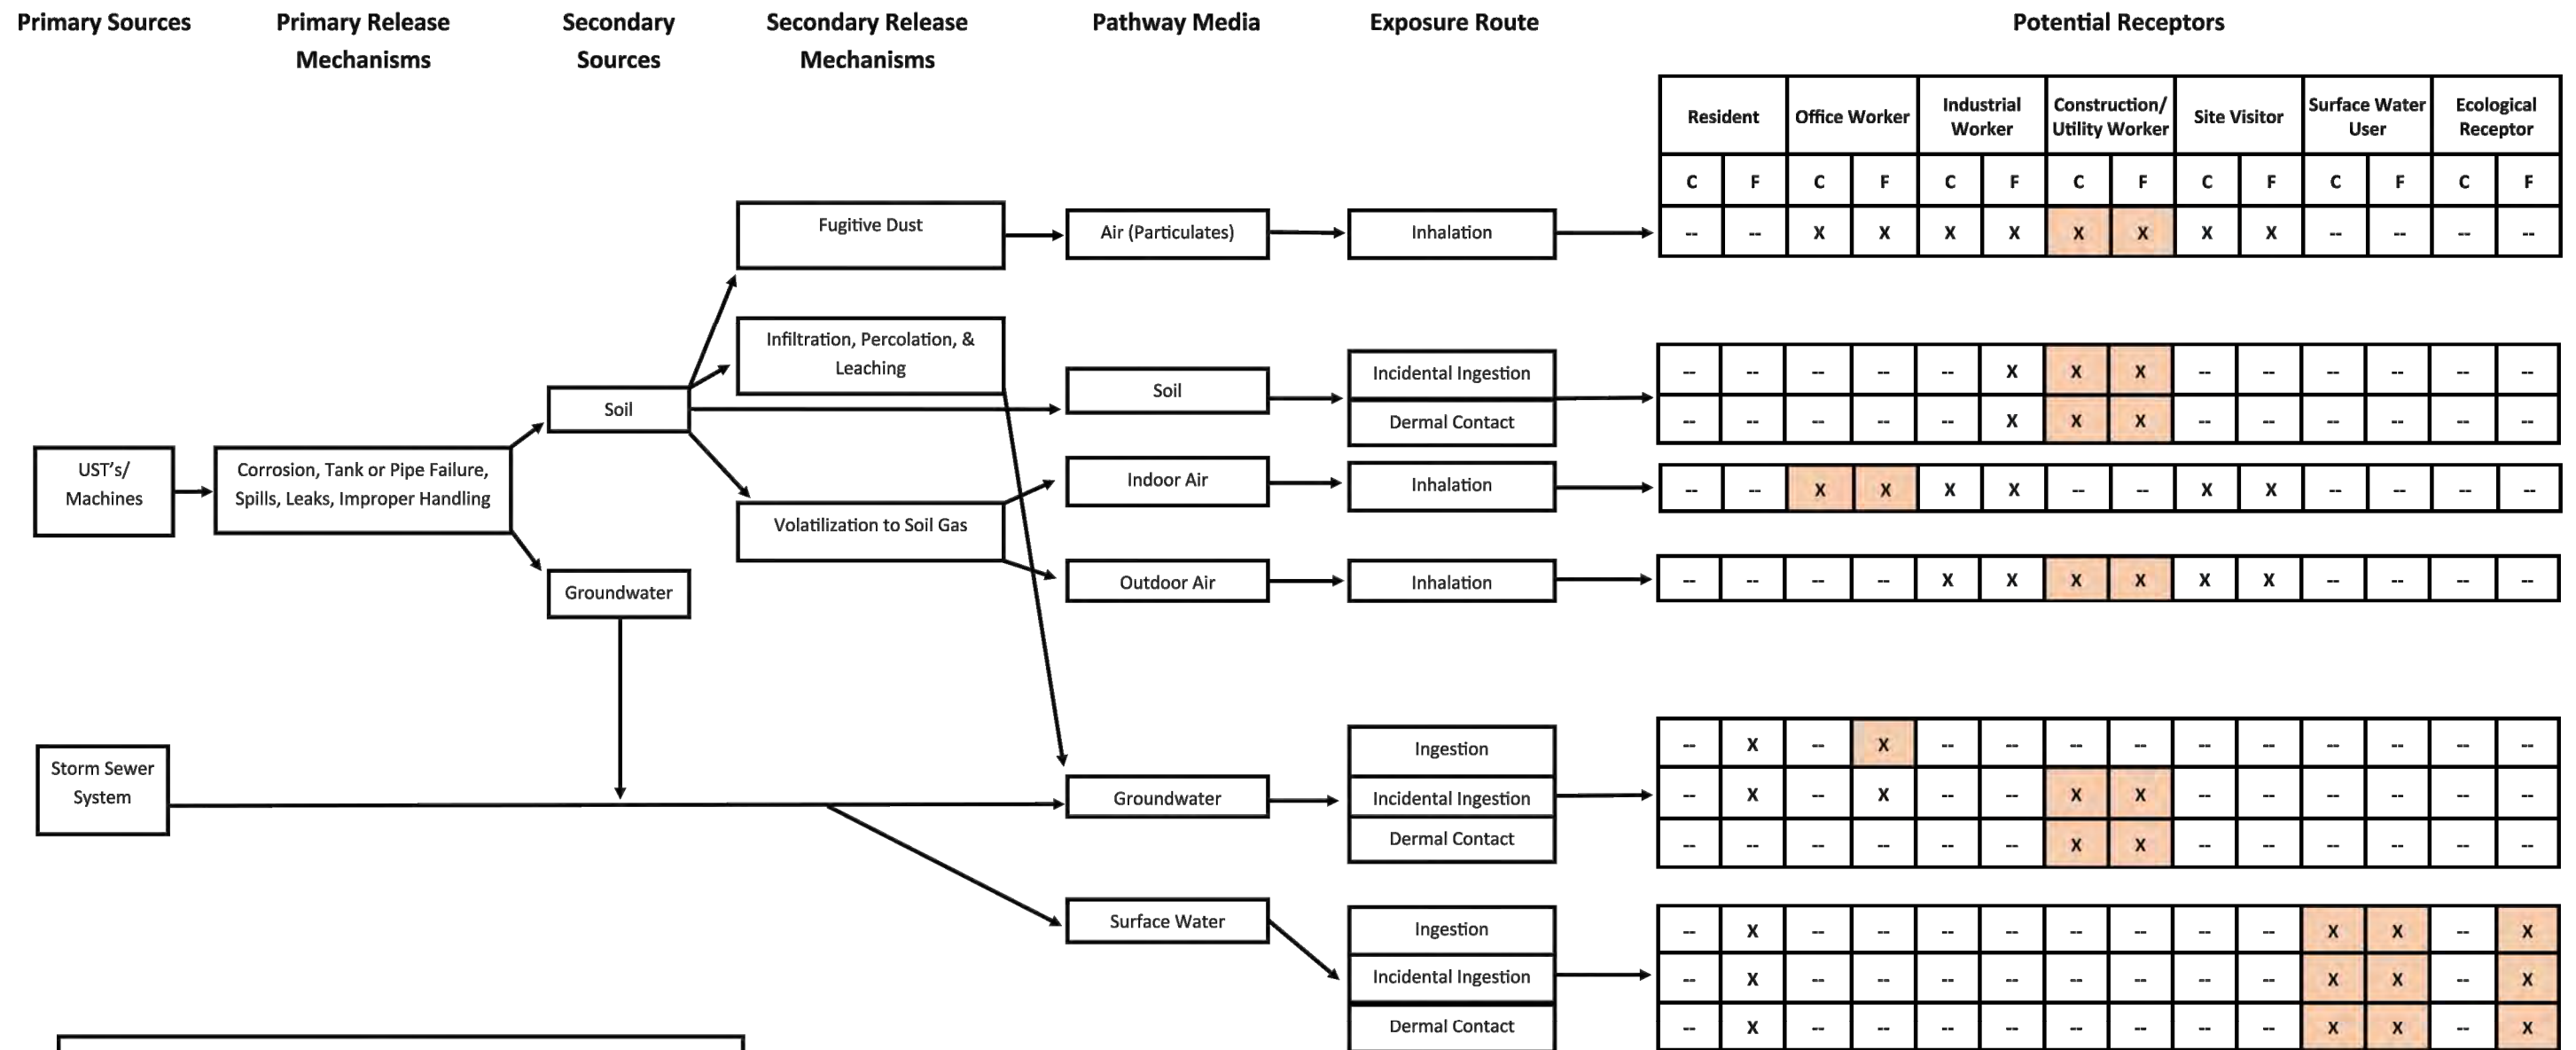 Primary Sources
Primary Release
Mechanisms
Secondary
Sources
Secondary Release
Mechanisms
Pathway Media
Exposure Route
Potential Receptors
Resident
Office Worker
Industrial
Worker
Construction/
Utility Worker
Site Visitor
Surface Water
User
Ecological
Receptor
C F C F C F C F C F C F C F
Fugitive Dust
Air (Particulates)
Inhalation
-- -- X X X X X X X X -- -- -- --
Infiltration, Percolation, &
Leaching
Soil
Soil
Incidental Ingestion
-- -- -- -- -- X X X -- -- -- -- -- --
Dermal Contact
-- -- -- -- -- X X X -- -- -- -- -- --
UST's/
Machines
Corrosion, Tank or Pipe Failure,
Spills, Leaks, Improper Handling
Indoor Air
Inhalation
-- -- X X X X -- -- X X -- -- -- --
Volatilization to Soil Gas
Outdoor Air
Inhalation
-- -- -- -- X X X X X X -- -- -- --
Groundwater
Storm Sewer
System
Groundwater
Ingestion
-- X -- X -- -- -- -- -- -- -- -- -- --
Incidental Ingestion
-- X -- X -- -- X X -- -- -- -- -- --
Dermal Contact
-- -- -- -- -- -- X X -- -- -- -- -- --
Surface Water
Ingestion
-- X -- -- -- -- -- -- -- -- X X -- X
Incidental Ingestion
-- X -- -- -- -- -- -- -- -- X X -- X
Dermal Contact
-- X -- -- -- -- -- -- -- -- X X -- X